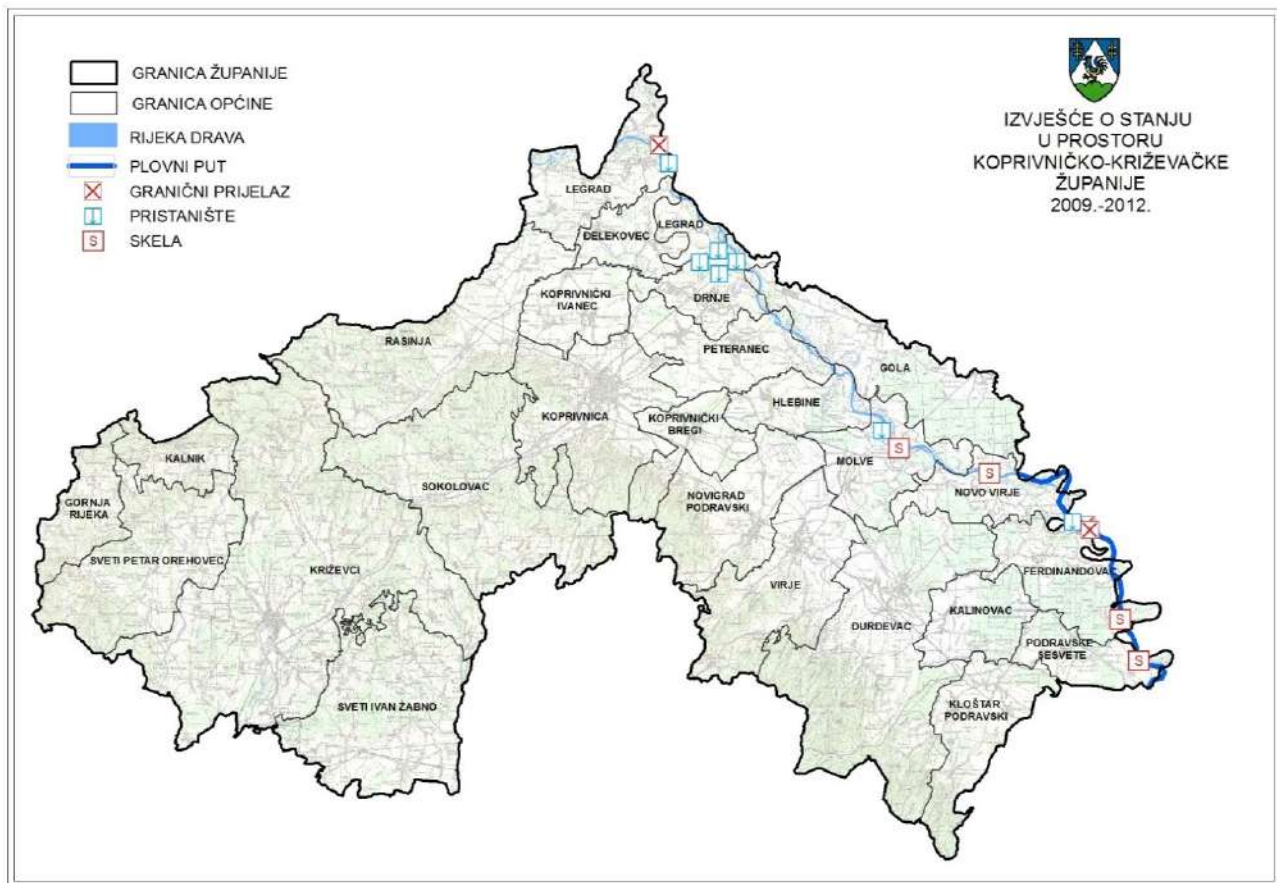 GRANICA ŽUPANIJE
GRANICA OPĆINE
RIJEKA DRAVA
PLOVNI PUT
GRANIČNI PRIJELAZ
PRISTANIŠTE
S SKELA
IZVJEŠĆE O STANJU
U PROSTORU
KOPRIVNIČKO-KRIŽEVAČKE
ŽUPANIJE
2009.-2012.
LEGRAD
LEGRAD
ĐELEKOVEC
DRNJE
KOPRIVNIČKI
IVANEC
RASINJA
PETERANEC
GOLA
HLEBINE
KOPRIVNICA
KOPRIVNIČKI
BREGI
S
MOLVE
KALNIK
S
SOKOLOVAC
NOVIGRAD
PODRAVSKI
NOVO VIRJE
GORNJA
RIJEKA
SVETI PETAR OREHOVEC
KRIŽEVCI
FERDINANDOVAC
VIRJE
KALINOVAC
S
ĐURĐEVAC
PODRAVSKE
SESVETE
S
SVETI IVAN ŽABNO
KLOŠTAR
PODRAVSKI